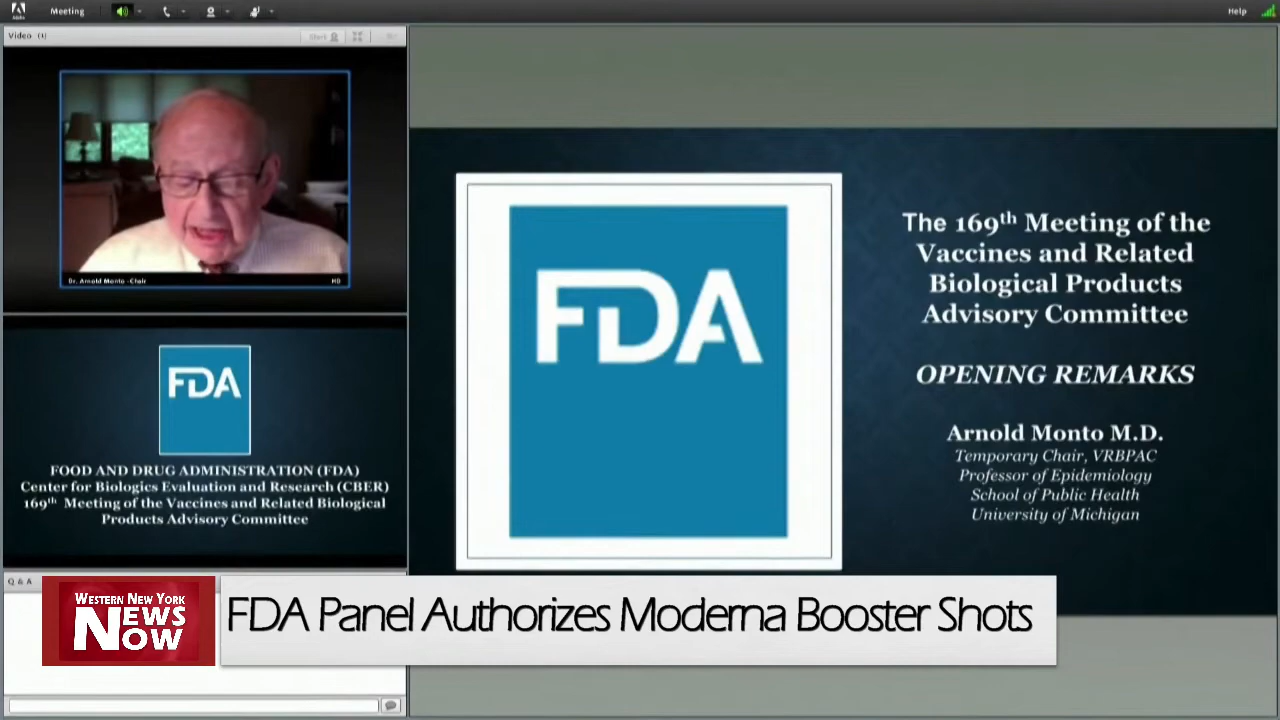 Meeting
Help
Video (1)
Dr. Arnold Monto -Chair
HD
FDA
FOOD AND DRUG ADMINISTRATION (FDA)
Center for Biologics Evaluation and Research (CBER)
169th Meeting of the Vaccines and Related Biological
Products Advisory Committee
Q & A
FDA
The 169th Meeting of the
Vaccines and Related
Biological Products
Advisory Committee
OPENING REMARKS
Arnold Monto M.D.
Temporary Chair, VRBPAC
Professor of Epidemiology
School of Public Health
University of Michigan
WESTERN NEW YORK
NEWS
NOW
FDA Panel Authorizes Moderna Booster Shots